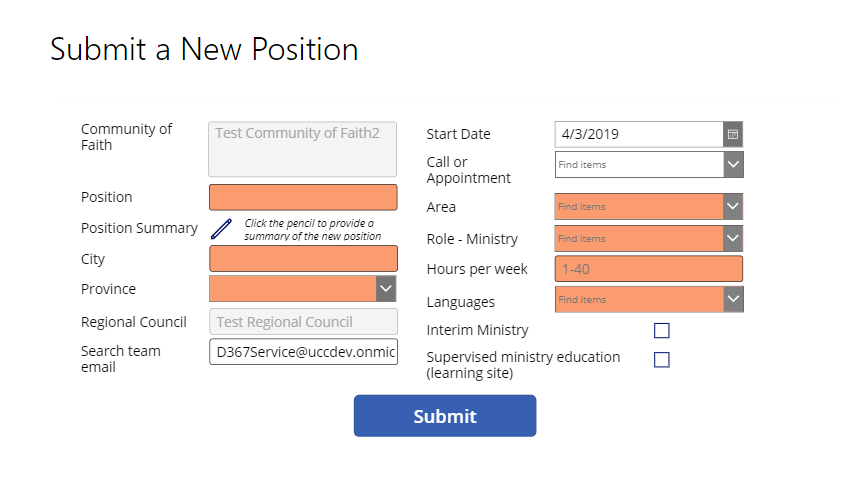 Submit a New Position
Community of
Faith
Test Community of Faith2
Position
Position Summary
Click the pencil to provide a
summary of the new position
City
Province
Regional Council
Test Regional Council
Search team
email
D367Service@uccdev.onmic
Start Date
4/3/2019
Call or
Appointment
Find items
Area
Find items
Role - Ministry
Find items
Hours per week
1-40
Languages
Find items
Interim Ministry
Supervised ministry education
(learning site)
Submit